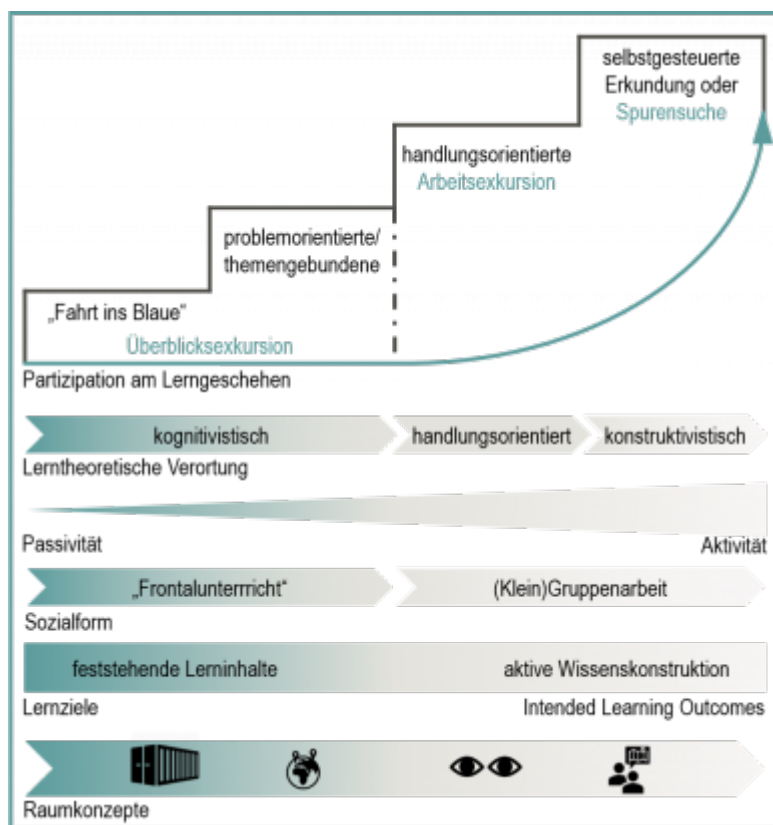 selbstgesteuerte
Erkundung oder
Spurensuche
handlungsorientierte
Arbeitsexkursion
problemorientierte/
themengebundene
„Fahrt ins Blaue“
Überblicksexkursion
Partizipation am Lerngeschehen
kognitivistisch
handlungsorientiert
konstruktivistisch
Lerntheoretische Verortung
Passivität
Aktivität
„Frontalunterrricht“
(Klein)Gruppenarbeit
Sozialform
feststehende Lerninhalte
aktive Wissenskonstruktion
Lernziele
Intended Learning Outcomes
Raumkonzepte